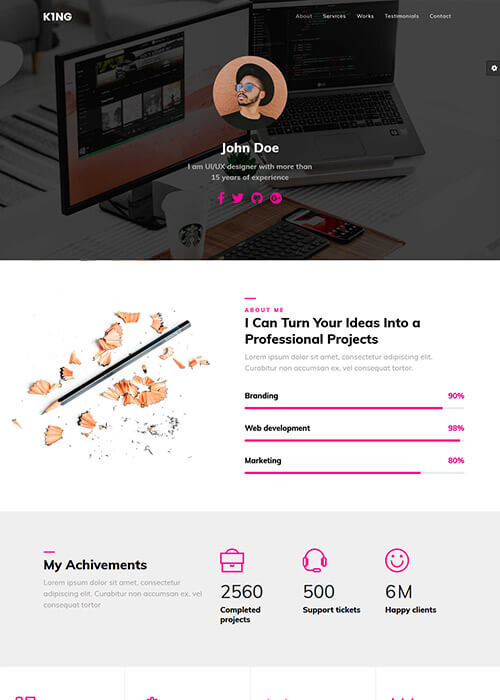 K1NG
About Servrces Works Testimonials Contact
John Doe
I am UI/UX designer with more than
15 years of experience
ABOUT ME
I Can Turn Your Ideas Into a
Professional Projects
Lorem ipsum dolor sit amet, consectetur adipiscing elit.
Curabitur non accumsan ex, vel consequat tortor.
Branding 90%
Web development 98%
Marketing 80%
My Achivements
Lorem ipsum dolor sit amet, consectetur
adipiscing elit. Curabitur non accumsan ex, vel
consequat tortor
2560
Completed
projects
500
Support tickets
6M
Happy clients